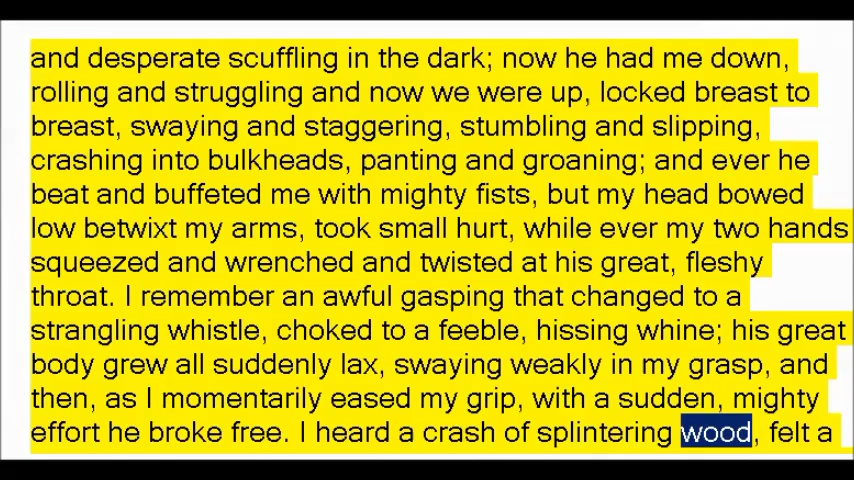 and desperate scuffling in the dark; now he had me down,
rolling and struggling and now we were up, locked breast to
breast, swaying and staggering, stumbling and slipping,
crashing into bulkheads, panting and groaning; and ever he
beat and buffeted me with mighty fists, but my head bowed
low betwixt my arms, took small hurt, while ever my two hands
squeezed and wrenched and twisted at his great, fleshy
throat. I remember an awful gasping that changed to a
strangling whistle, choked to a feeble, hissing whine; his great
body grew all suddenly lax, swaying weakly in my grasp, and
then, as I momentarily eased my grip, with a sudden, mighty
effort he broke free. I heard a crash of splintering wood, felt a